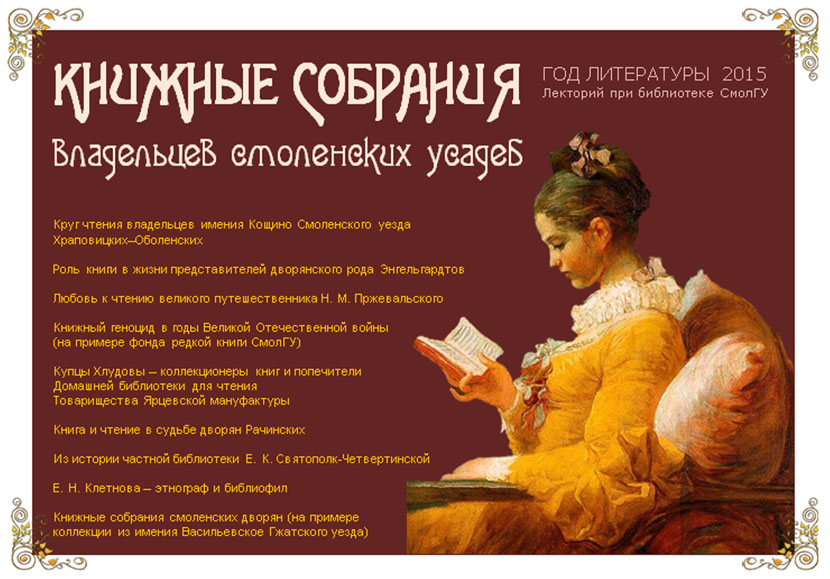 КНИЖНЫЕ СОБРАНИЯ
ВЛАДЕЛЬЦЕВ СМОЛЕНСКИХ УСАДЕБ
ГОД ЛИТЕРАТУРЫ 2015
Лекторий при библиотеке СмолГУ
Круг чтения владельцев имения Кощино Смоленского уезда
Храповицких–Оболенских
Роль книги в жизни представителей дворянского рода Энгельгардтов
Любовь к чтению великого путешественника Н. М. Пржевальского
Книжный геноцид в годы Великой Отечественной войны
(на примере фонда редкой книги СмолГУ)
Купцы Хлудовы — коллекционеры книг и попечители
Домашней библиотеки для чтения
Товарищества Ярцевской мануфактуры
Книга и чтение в судьбе дворян Рачинских
Из истории частной библиотеки Е. К. Святополк-Четвертинской
Е. Н. Клетнова — этнограф и библиофил
Книжные собрания смоленских дворян (на примере
коллекции из имения Васильевское Гжатского уезда)